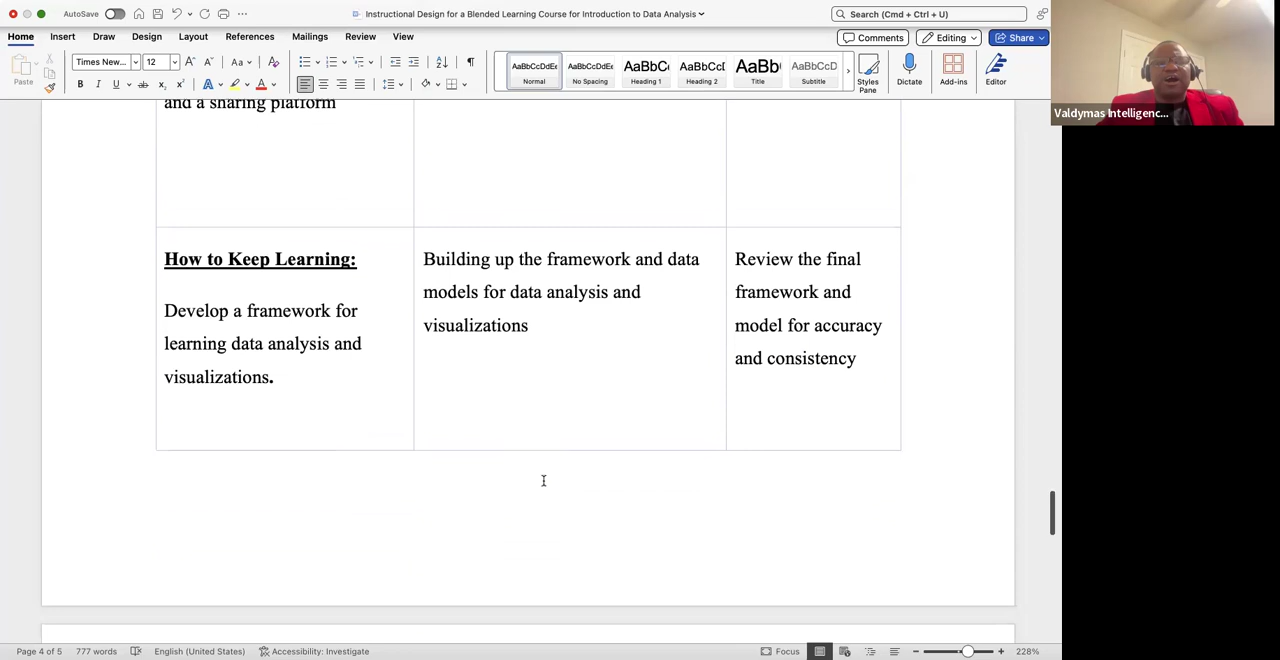 AutoSave
Instructional Design for a Blended Learning Course for Introduction to Data Analysis
Search (Cmd + Ctrl + U)
Home Insert Draw Design Layout References Mailings Review View
Comments Editing Share
Paste
Times New... 12
AaBbCcDdEe AaBbCcDdEe AaBbC AaBbCcI AaBb AaBbCcDd
Normal No Spacing Heading 1 Heading 2 Title Subtitle
Styles Pane Dictate Add-ins Editor
Valdymas Intelligenc...
and a sharing platform
How to Keep Learning:
Develop a framework for
learning data analysis and
visualizations.
Building up the framework and data
models for data analysis and
visualizations
Review the final
framework and
model for accuracy
and consistency
Page 4 of 5 777 words English (United States) Accessibility: Investigate Focus 228%